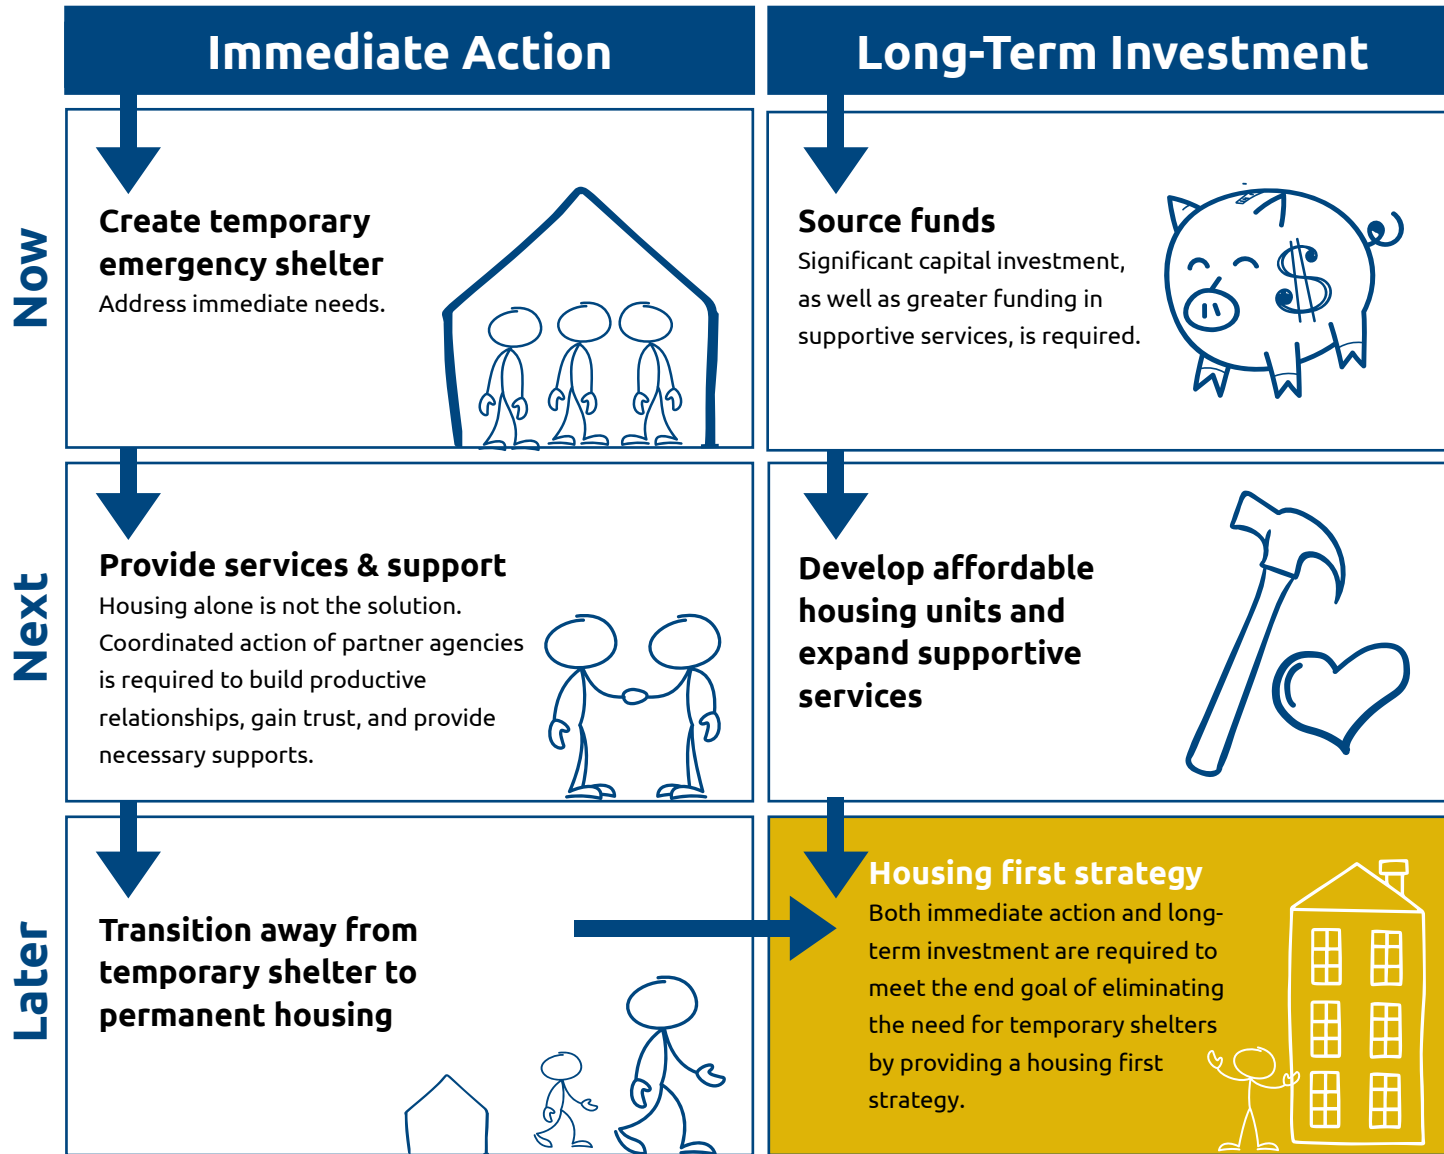 Immediate Action
Long-Term Investment
Now
Create temporary
emergency shelter
Address immediate needs.
Source funds
Significant capital investment,
as well as greater funding in
supportive services, is required.
Next
Provide services & support
Housing alone is not the solution.
Coordinated action of partner agencies
is required to build productive
relationships, gain trust, and provide
necessary supports.
Develop affordable
housing units and
expand supportive
services
Later
Transition away from
temporary shelter to
permanent housing
Housing first strategy
Both immediate action and long-
term investment are required to
meet the end goal of eliminating
the need for temporary shelters
by providing a housing first
strategy.